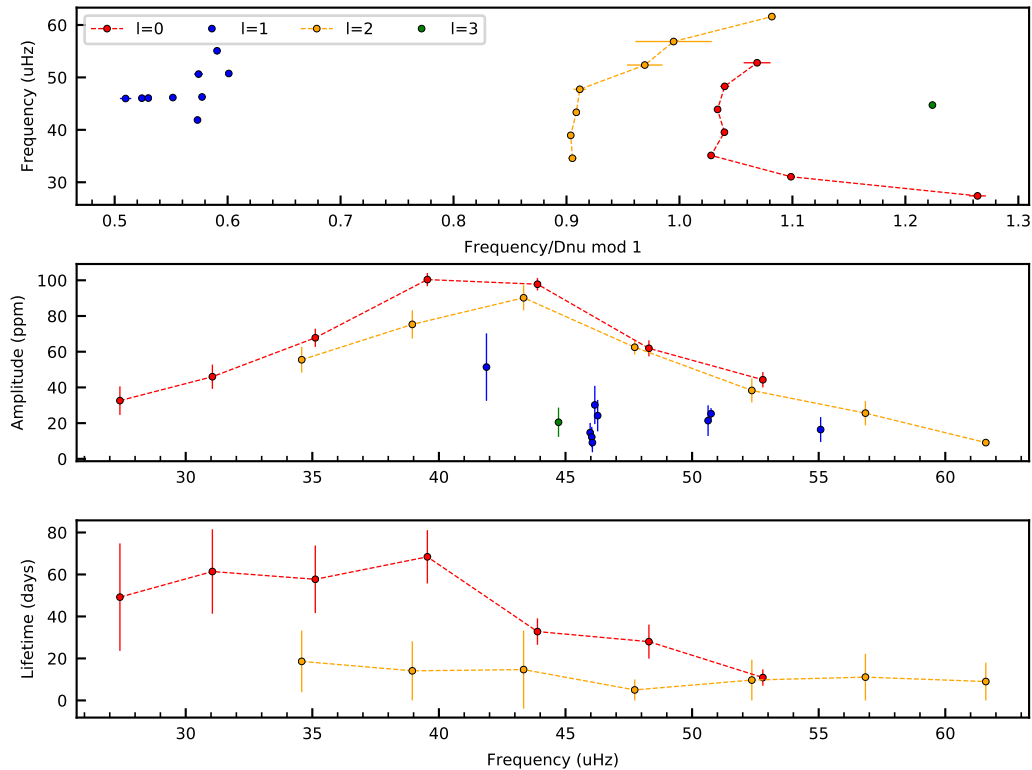 l=0 l=1 l=2 l=3
Frequency (uHz)
60
50
40
30
0.5 0.6 0.7 0.8 0.9 1.0 1.1 1.2 1.3
Frequency/Dnu mod 1
Amplitude (ppm)
100
80
60
40
20
0
30 35 40 45 50 55 60
Lifetime (days)
80
60
40
20
0
30 35 40 45 50 55 60
Frequency (uHz)